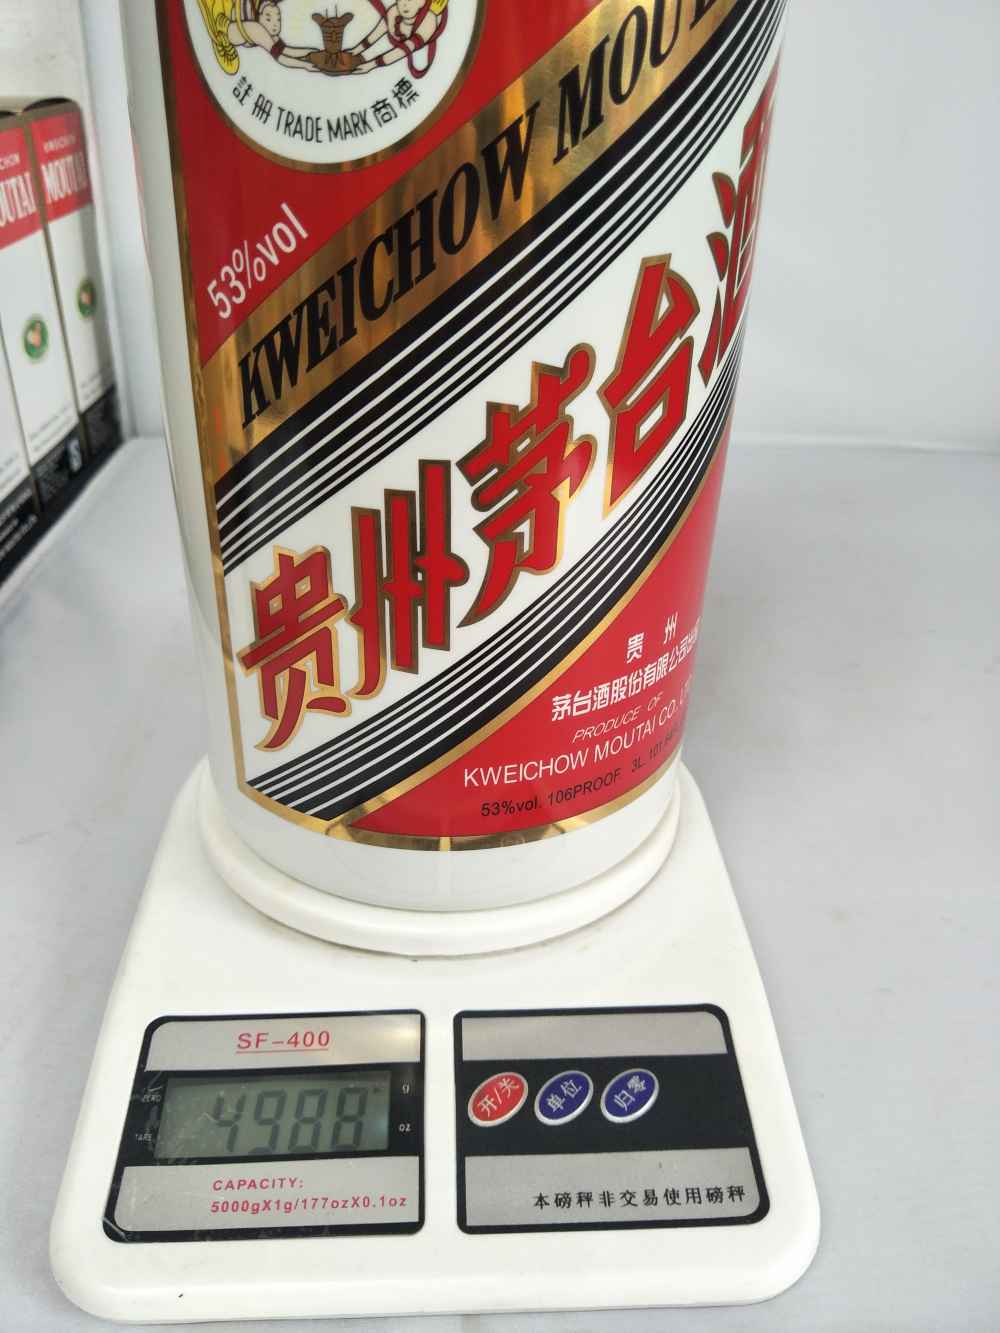 註册 TRADE MARK 商標
53%vol
KWEICHOW
贵州茅台酒
贵 州
茅台酒股份有限公司
PRODUCE OF
KWEICHOW MOUTAI CO.,
53%vol. 106PROOF. 3L
MOUTAI
SF-400
ZERO
TARE
4988
g
oz
CAPACITY:
5000gX1g/177ozX0.1oz
开/关
单位
归零
本磅秤非交易使用磅秤